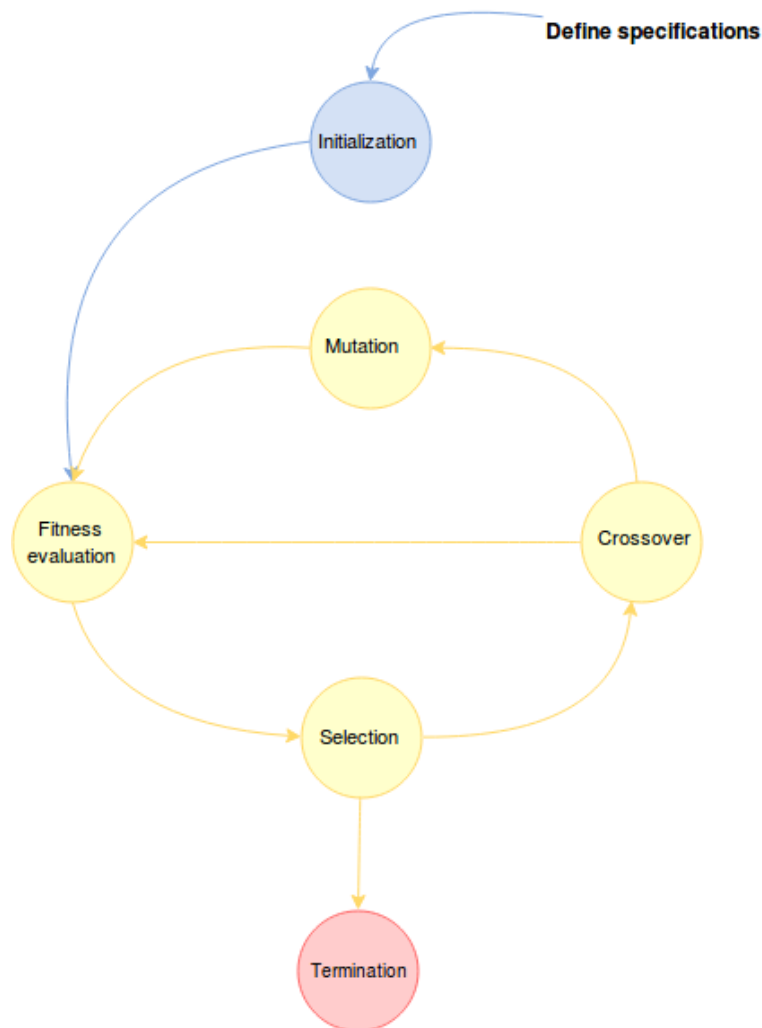 Define specifications
Initialization
Mutation
Fitness
evaluation
Crossover
Selection
Termination